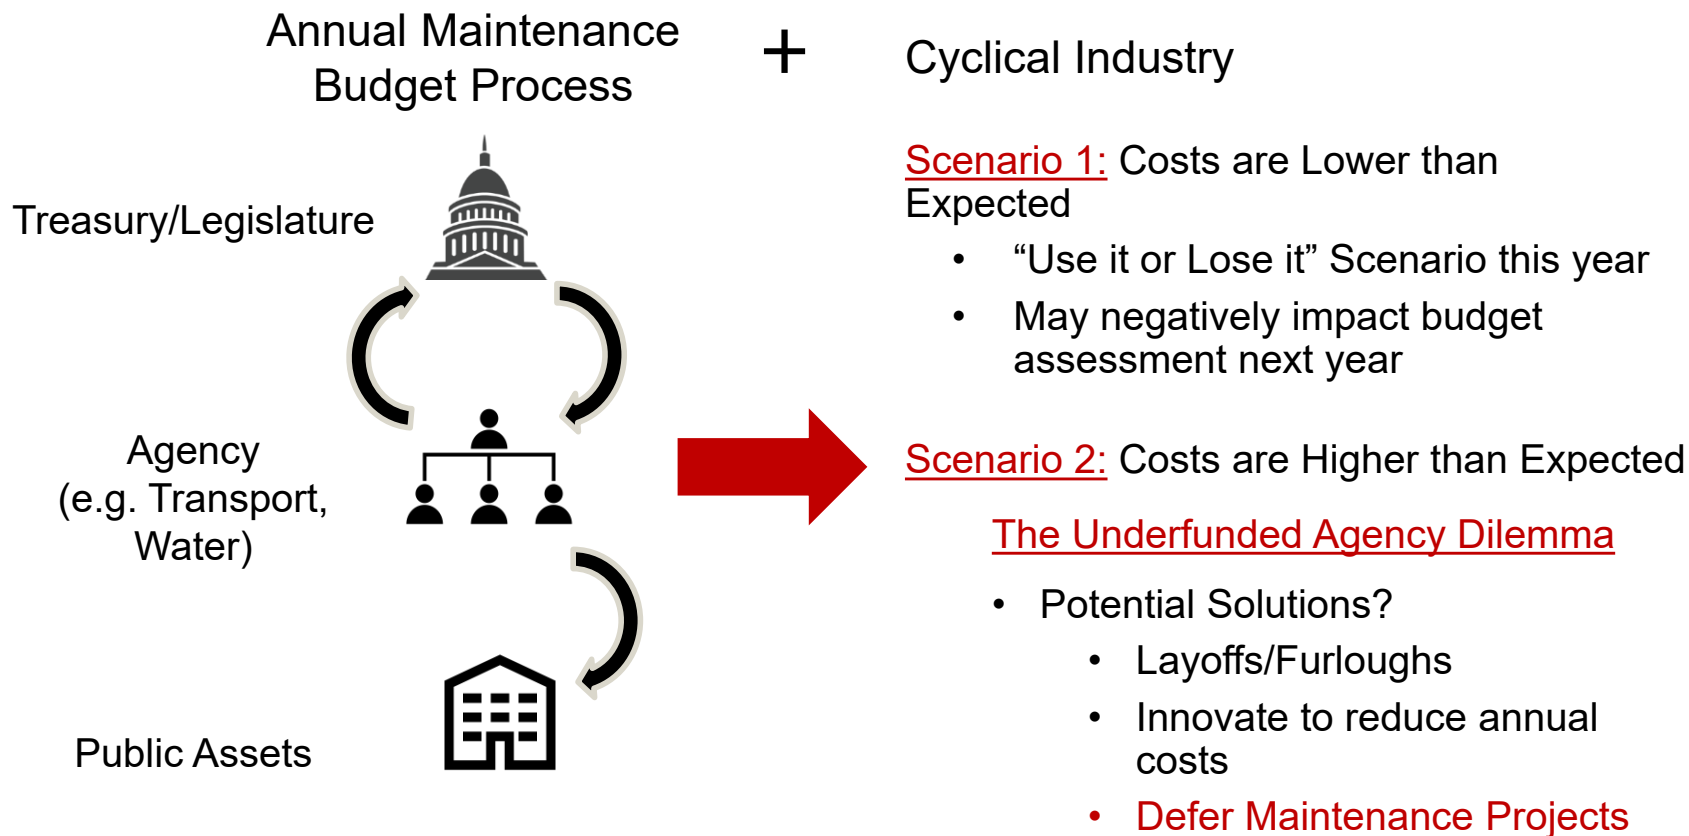 Annual Maintenance
Budget Process
+
Cyclical Industry
Treasury/Legislature
Agency
(e.g. Transport,
Water)
Public Assets
Scenario 1: Costs are Lower than
Expected
• “Use it or Lose it” Scenario this year
• May negatively impact budget
assessment next year
Scenario 2: Costs are Higher than Expected
The Underfunded Agency Dilemma
• Potential Solutions?
• Layoffs/Furloughs
• Innovate to reduce annual
costs
• Defer Maintenance Projects